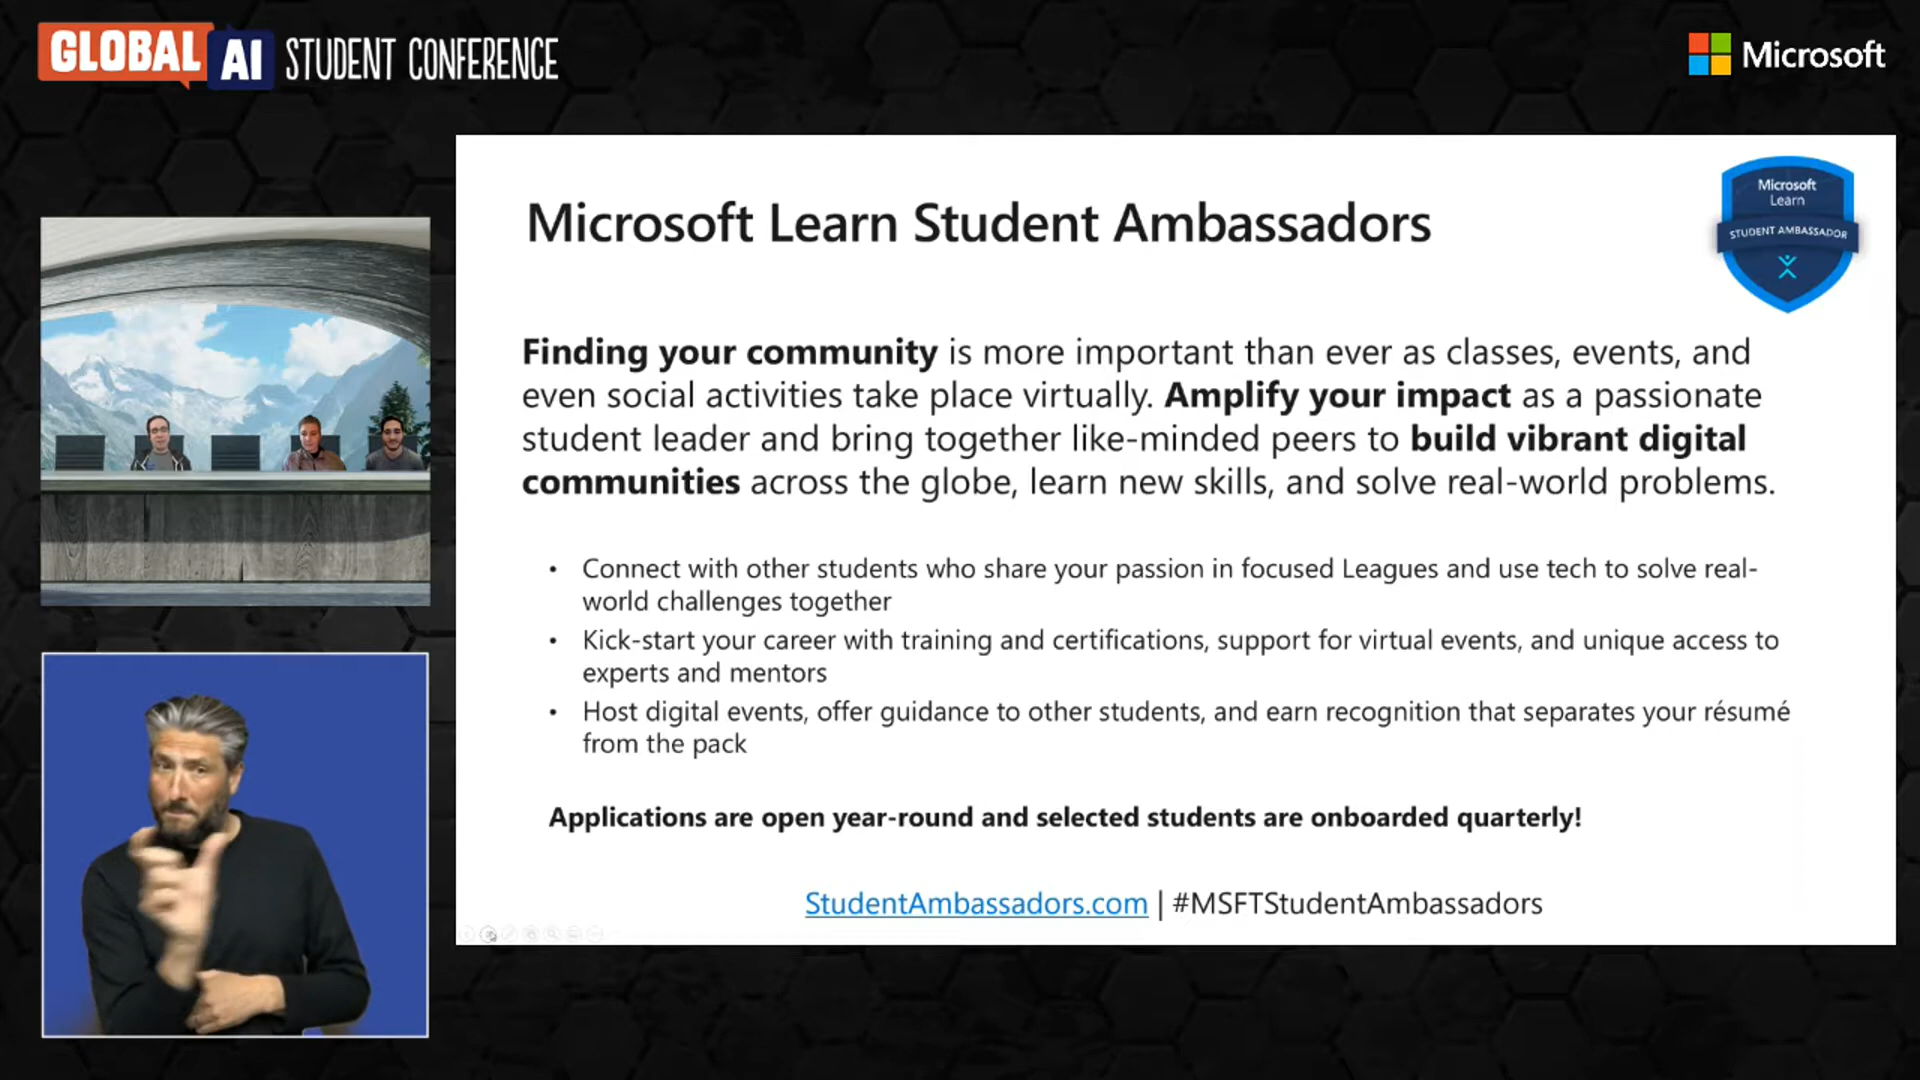 GLOBAL AI STUDENT CONFERENCE
Microsoft
Microsoft
Learn
STUDENT AMBASSADOR
Microsoft Learn Student Ambassadors
Finding your community is more important than ever as classes, events, and
even social activities take place virtually. Amplify your impact as a passionate
student leader and bring together like-minded peers to build vibrant digital
communities across the globe, learn new skills, and solve real-world problems.
• Connect with other students who share your passion in focused Leagues and use tech to solve real-
world challenges together
• Kick-start your career with training and certifications, support for virtual events, and unique access to
experts and mentors
• Host digital events, offer guidance to other students, and earn recognition that separates your résumé
from the pack
Applications are open year-round and selected students are onboarded quarterly!
StudentAmbassadors.com | #MSFTStudentAmbassadors